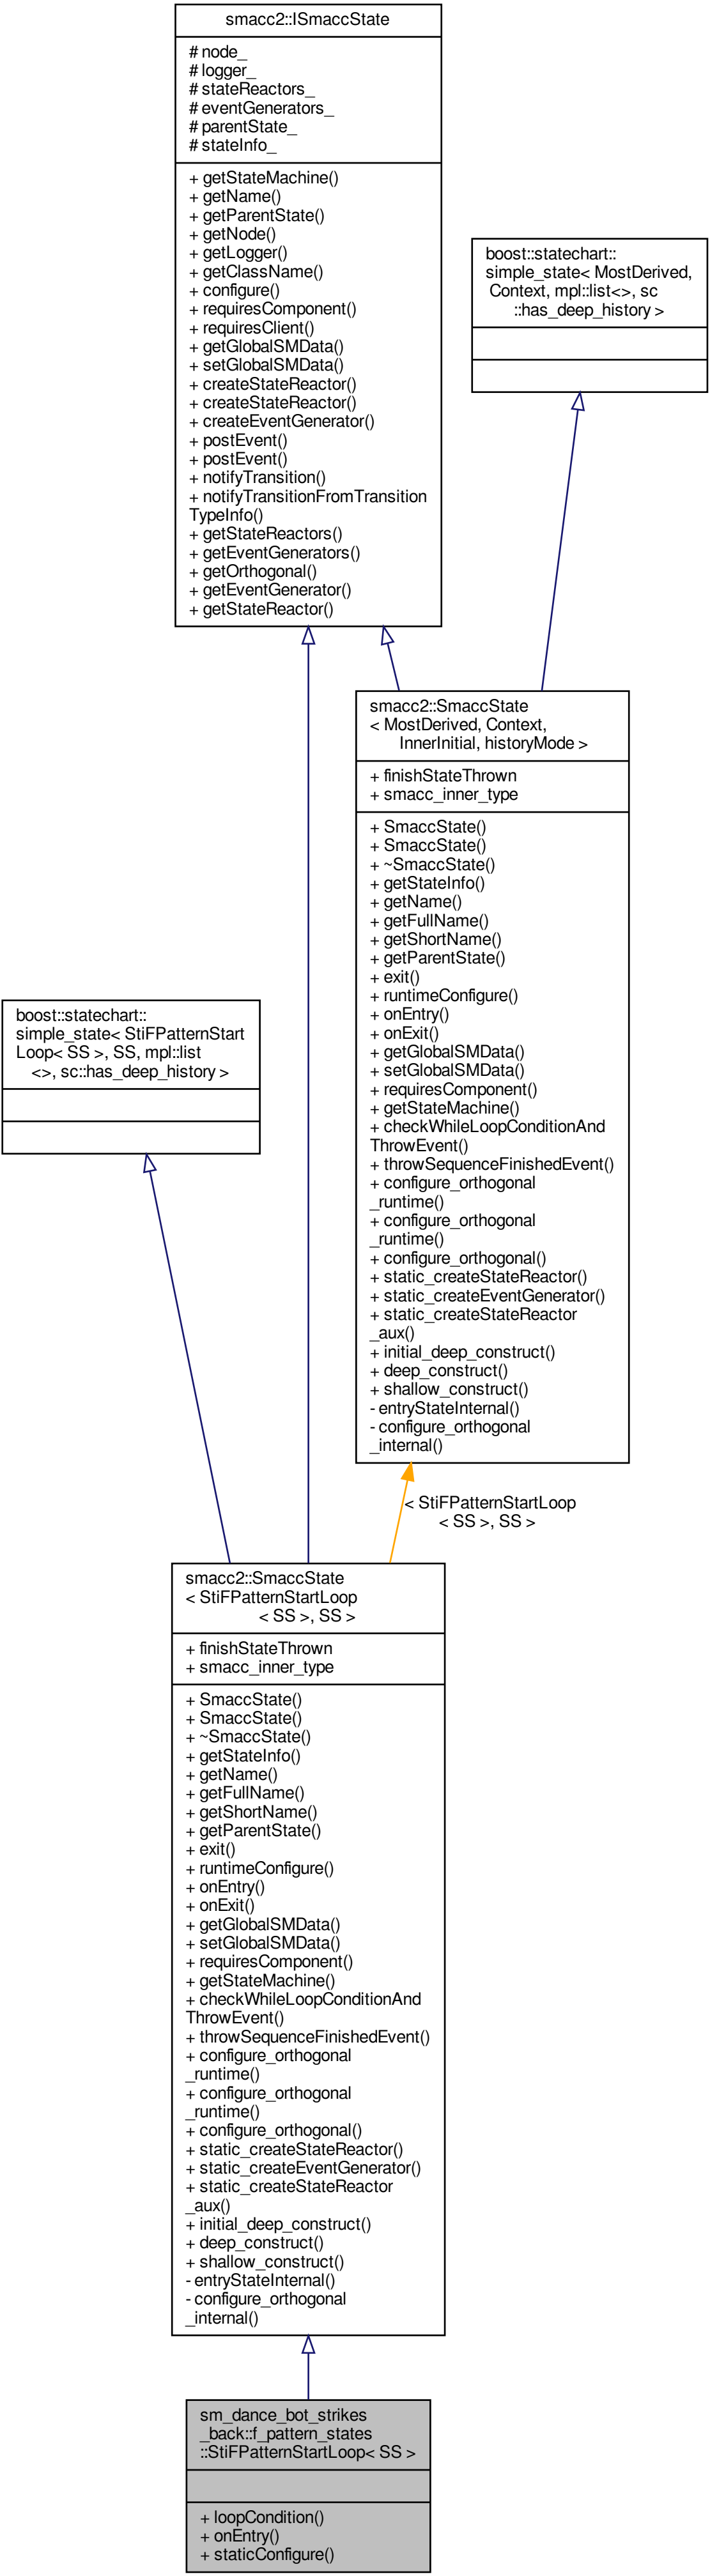 smacc2::ISmaccState
# node_
# logger_
# stateReactors_
# eventGenerators_
# parentState_
# stateInfo_
+ getStateMachine()
+ getName()
+ getParentState()
+ getNode()
+ getLogger()
+ getClassName()
+ configure()
+ requiresComponent()
+ requiresClient()
+ getGlobalSMData()
+ setGlobalSMData()
+ createStateReactor()
+ createStateReactor()
+ createEventGenerator()
+ postEvent()
+ postEvent()
+ notifyTransition()
+ notifyTransitionFromTransition
TypeInfo()
+ getStateReactors()
+ getEventGenerators()
+ getOrthogonal()
+ getEventGenerator()
+ getStateReactor()
boost::statechart::
simple_state< MostDerived,
Context, mpl::list<>, sc
::has_deep_history >
smacc2::SmaccState
< MostDerived, Context,
InnerInitial, historyMode >
+ finishStateThrown
+ smacc_inner_type
+ SmaccState()
+ SmaccState()
+ ~SmaccState()
+ getStateInfo()
+ getName()
+ getFullName()
+ getShortName()
+ getParentState()
+ exit()
+ runtimeConfigure()
+ onEntry()
+ onExit()
+ getGlobalSMData()
+ setGlobalSMData()
+ requiresComponent()
+ getStateMachine()
+ checkWhileLoopConditionAnd
ThrowEvent()
+ throwSequenceFinishedEvent()
+ configure_orthogonal
_runtime()
+ configure_orthogonal
_runtime()
+ configure_orthogonal()
+ static_createStateReactor()
+ static_createEventGenerator()
+ static_createStateReactor
_aux()
+ initial_deep_construct()
+ deep_construct()
+ shallow_construct()
- entryStateInternal()
- configure_orthogonal
_internal()
boost::statechart::
simple_state< StiFPatternStart
Loop< SS >, SS, mpl::list
<>, sc::has_deep_history >
< StiFPatternStartLoop
< SS >, SS >
smacc2::SmaccState
< StiFPatternStartLoop
< SS >, SS >
+ finishStateThrown
+ smacc_inner_type
+ SmaccState()
+ SmaccState()
+ ~SmaccState()
+ getStateInfo()
+ getName()
+ getFullName()
+ getShortName()
+ getParentState()
+ exit()
+ runtimeConfigure()
+ onEntry()
+ onExit()
+ getGlobalSMData()
+ setGlobalSMData()
+ requiresComponent()
+ getStateMachine()
+ checkWhileLoopConditionAnd
ThrowEvent()
+ throwSequenceFinishedEvent()
+ configure_orthogonal
_runtime()
+ configure_orthogonal
_runtime()
+ configure_orthogonal()
+ static_createStateReactor()
+ static_createEventGenerator()
+ static_createStateReactor
_aux()
+ initial_deep_construct()
+ deep_construct()
+ shallow_construct()
- entryStateInternal()
- configure_orthogonal
_internal()
sm_dance_bot_strikes
_back::f_pattern_states
::StiFPatternStartLoop< SS >
+ loopCondition()
+ onEntry()
+ staticConfigure()